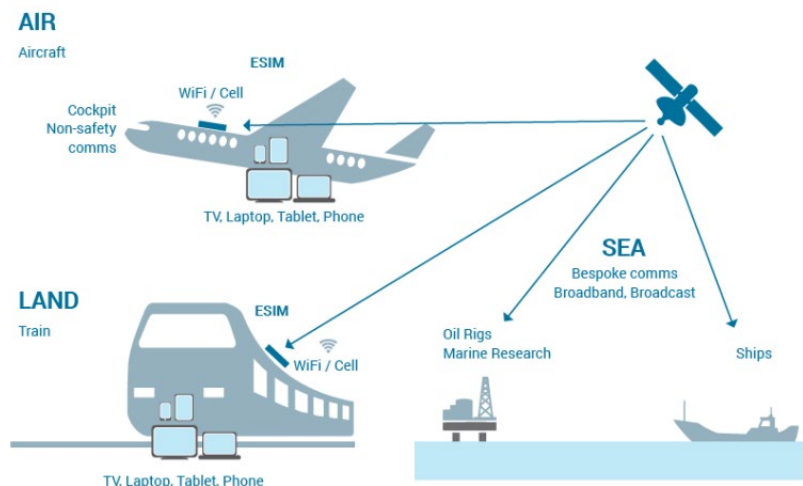 AIR
Aircraft
ESIM
WiFi / Cell
Cockpit
Non-safety
comms
TV, Laptop, Tablet, Phone
SEA
Bespoke comms
Broadband, Broadcast
LAND
Train
ESIM
WiFi / Cell
Oil Rigs
Marine Research
Ships
TV, Laptop, Tablet, Phone